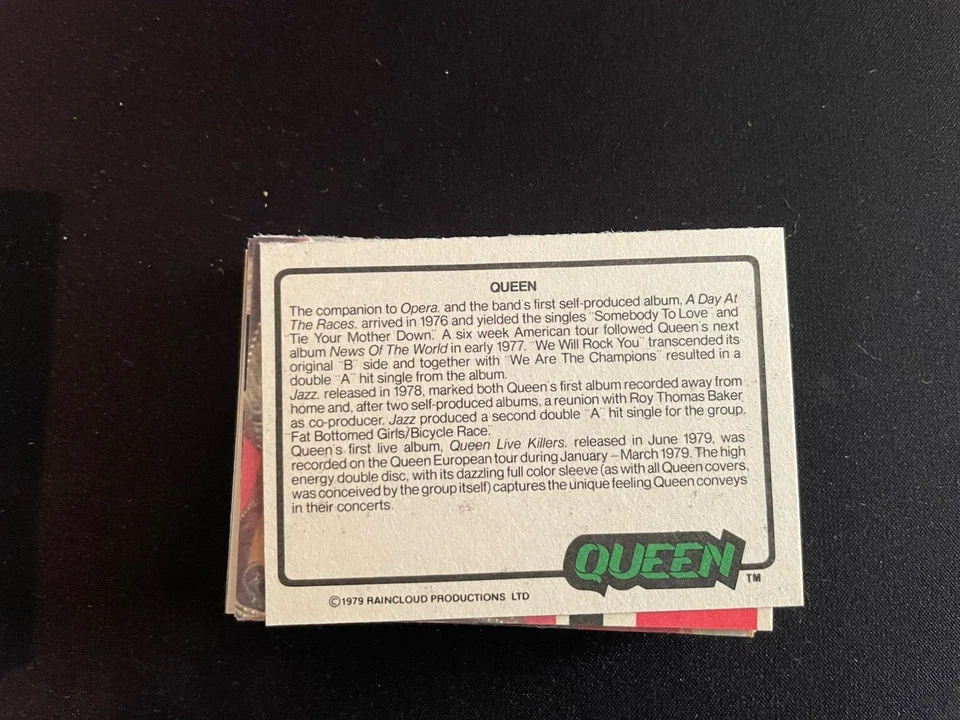 QUEEN
The companion to Opera. and the band's first self-produced album, A Day At
The Races. arrived in 1976 and yielded the singles "Somebody To Love" and
"Tie Your Mother Down." A six week American tour followed Queen's next
album News Of The World in early 1977. "We Will Rock You" transcended its
original "B" side and together with "We Are The Champions" resulted in a
double "A" hit single from the album.
Jazz, released in 1978, marked both Queen's first album recorded away from
home and, after two self-produced albums, a reunion with Roy Thomas Baker
as co-producer. Jazz produced a second double "A" hit single for the group,
"Fat Bottomed Girls/Bicycle Race."
Queen's first live album, Queen Live Killers. released in June 1979, was
recorded on the Queen European tour during January – March 1979. The high
energy double disc, with its dazzling full color sleeve (as with all Queen covers,
was conceived by the group itself) captures the unique feeling Queen conveys
in their concerts.
QUEEN TM
©1979 RAINCLOUD PRODUCTIONS LTD